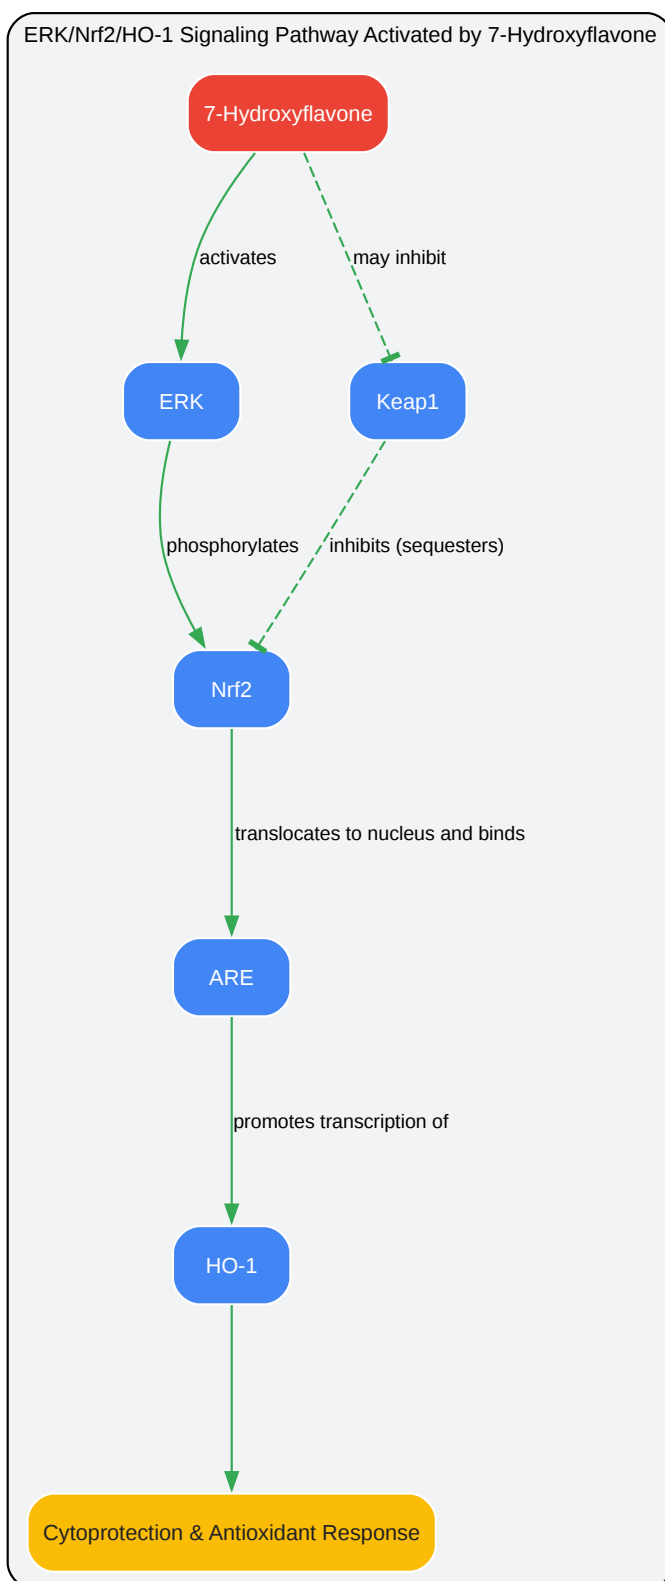 ERK/Nrf2/HO-1 Signaling Pathway Activated by 7-Hydroxyflavone
7-Hydroxyflavone
activates
may inhibit
ERK
Keap1
phosphorylates
inhibits (sequesters)
Nrf2
translocates to nucleus and binds
ARE
promotes transcription of
HO-1
Cytoprotection & Antioxidant Response